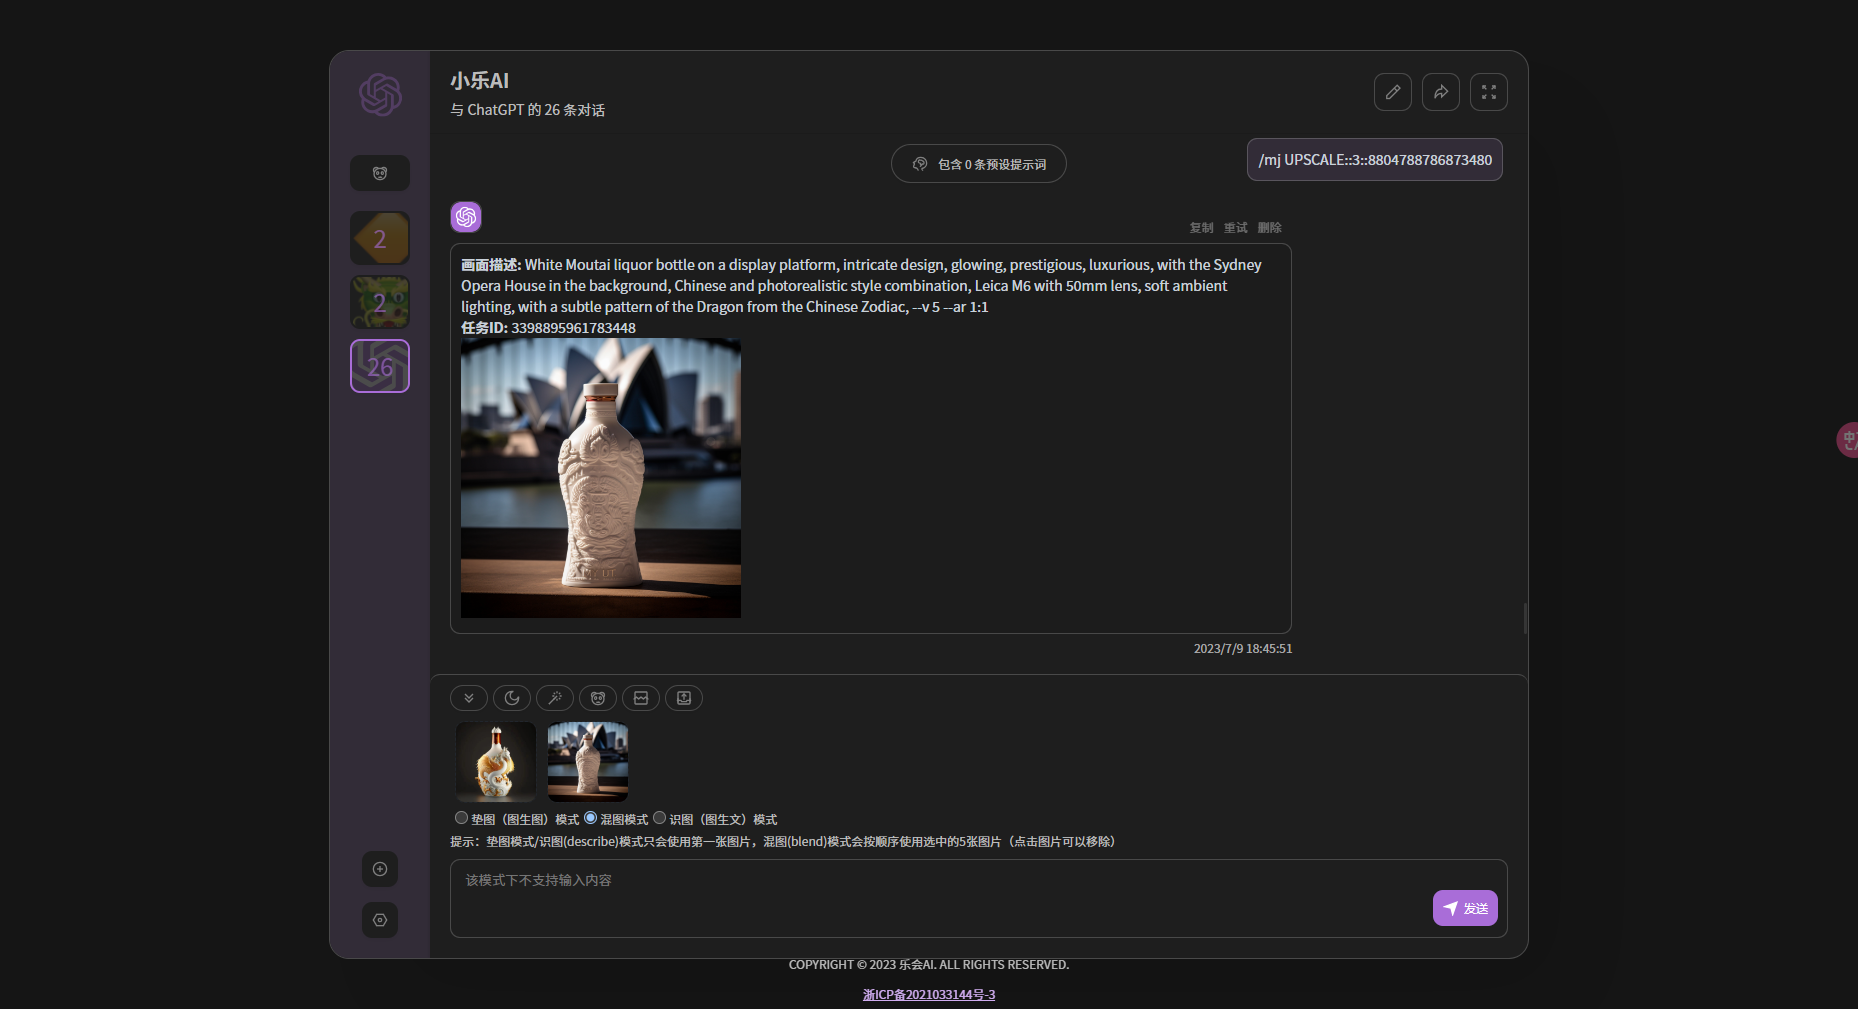 小乐AI
与 ChatGPT 的 26 条对话
包含 0 条预设提示词
/mj UPSCALE::3::8804788786873480
2
2
26
复制 重试 删除
画面描述: White Moutai liquor bottle on a display platform, intricate design, glowing, prestigious, luxurious, with the Sydney
Opera House in the background, Chinese and photorealistic style combination, Leica M6 with 50mm lens, soft ambient
lighting, with a subtle pattern of the Dragon from the Chinese Zodiac, --v 5 --ar 1:1
任务ID: 3398895961783448
2023/7/9 18:45:51
垫图（图生图）模式 混图模式 识图（图生文）模式
提示：垫图模式/识图(describe)模式只会使用第一张图片，混图(blend)模式会按顺序使用选中的5张图片（点击图片可以移除）
该模式下不支持输入内容
发送
COPYRIGHT © 2023 乐会AI. ALL RIGHTS RESERVED.
浙ICP备2021033144号-3